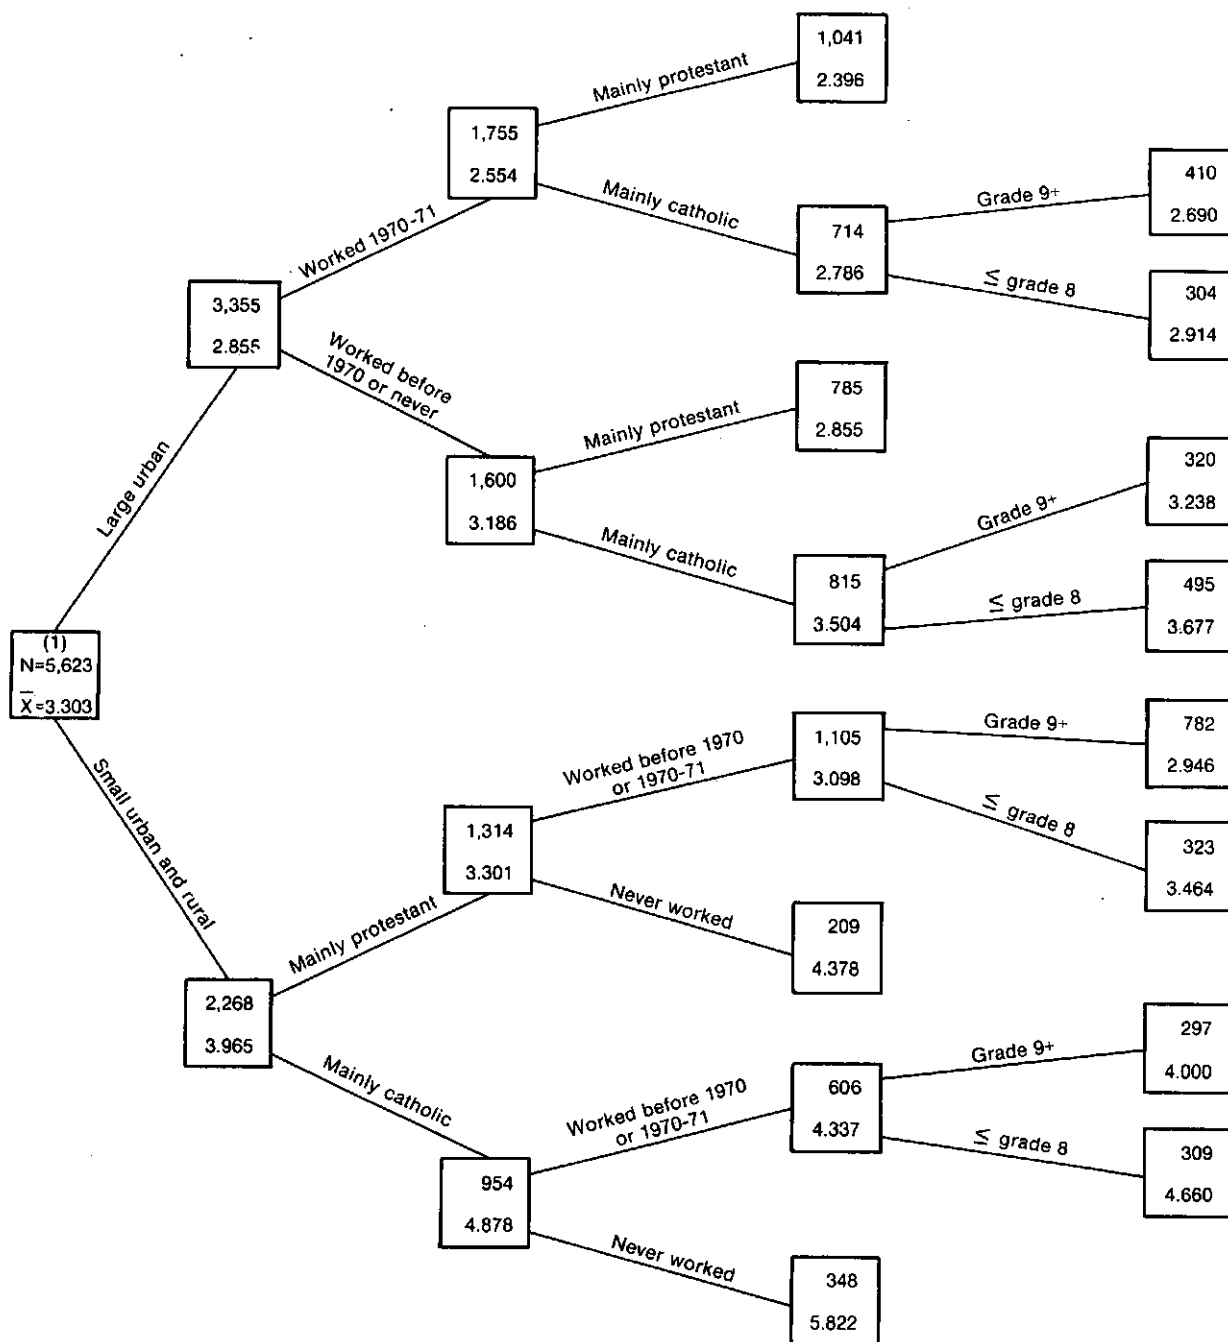 1,041
2.396
Mainly protestant
1,755
2.554
Mainly catholic
714
2.786
Grade 9+
410
2.690
≤ grade 8
304
2.914
Worked 1970-71
3,355
2.855
Worked before
1970 or never
Mainly protestant
785
2.855
1,600
3.186
Mainly catholic
815
3.504
Grade 9+
320
3.238
≤ grade 8
495
3.677
Large urban
(1)
N=5,623
X̅=3.303
Small urban and rural
Worked before 1970
or 1970-71
1,105
3.098
Grade 9+
782
2.946
≤ grade 8
323
3.464
1,314
3.301
Never worked
209
4.378
Mainly protestant
2,268
3.965
Mainly catholic
Worked before 1970
or 1970-71
606
4.337
Grade 9+
297
4.000
≤ grade 8
309
4.660
954
4.878
Never worked
348
5.822